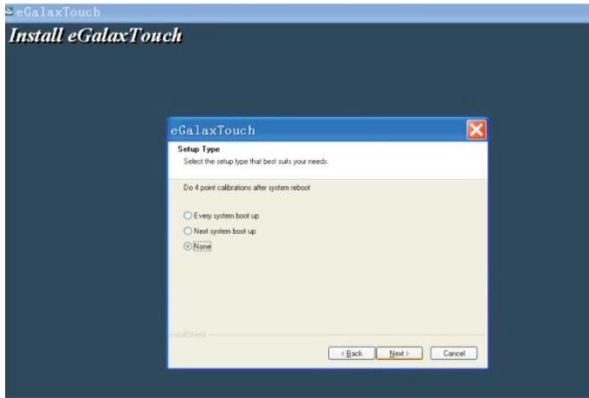 eGalaxTouch
Install eGalaxTouch
eGalaxTouch
Setup Type
Select the setup type that best suits your needs.
Do 4 point calibrations after system reboot
Every system boot up
Next system boot up
None
InstallShield
< Back Next > Cancel